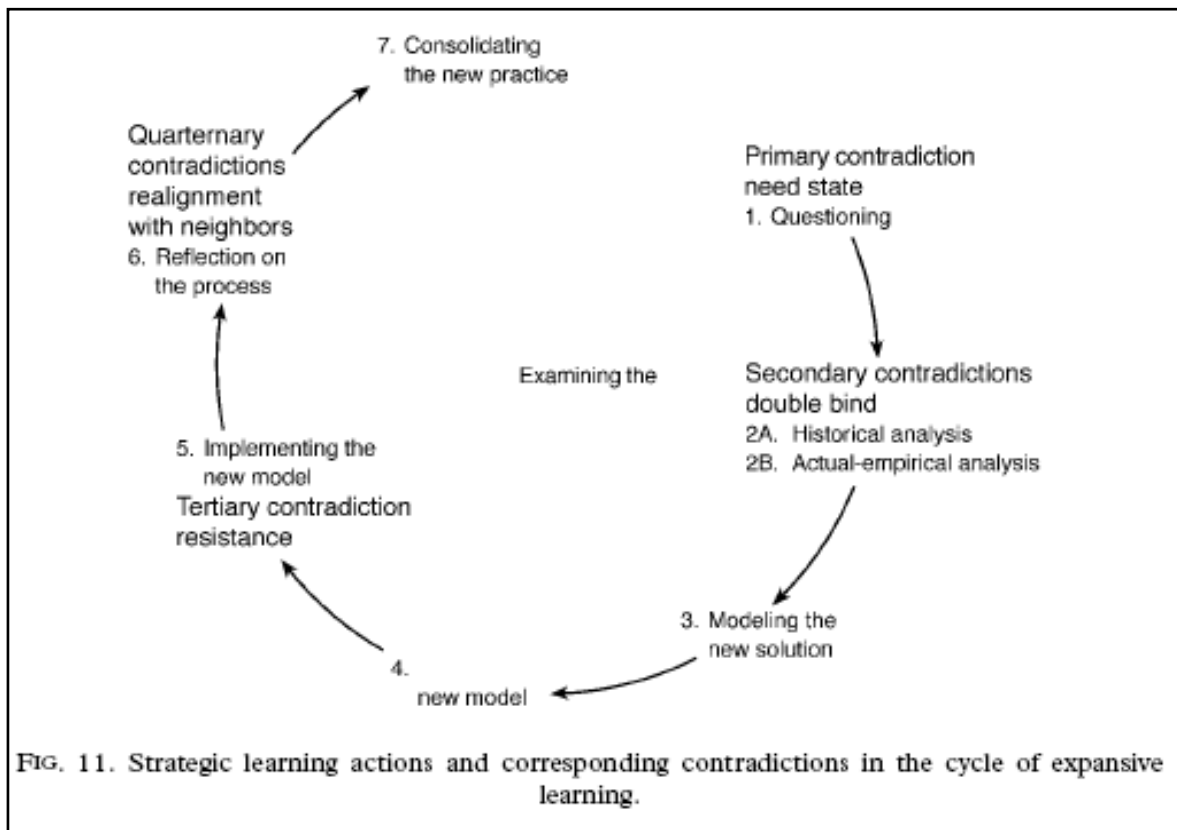 7. Consolidating
the new practice
Quarternary
contradictions
realignment
with neighbors
6. Reflection on
the process
Primary contradiction
need state
1. Questioning
Examining the
Secondary contradictions
double bind
2A. Historical analysis
2B. Actual-empirical analysis
5. Implementing the
new model
Tertiary contradiction
resistance
3. Modeling the
new solution
4.
new model
FIG. 11. Strategic learning actions and corresponding contradictions in the cycle of expansive
learning.